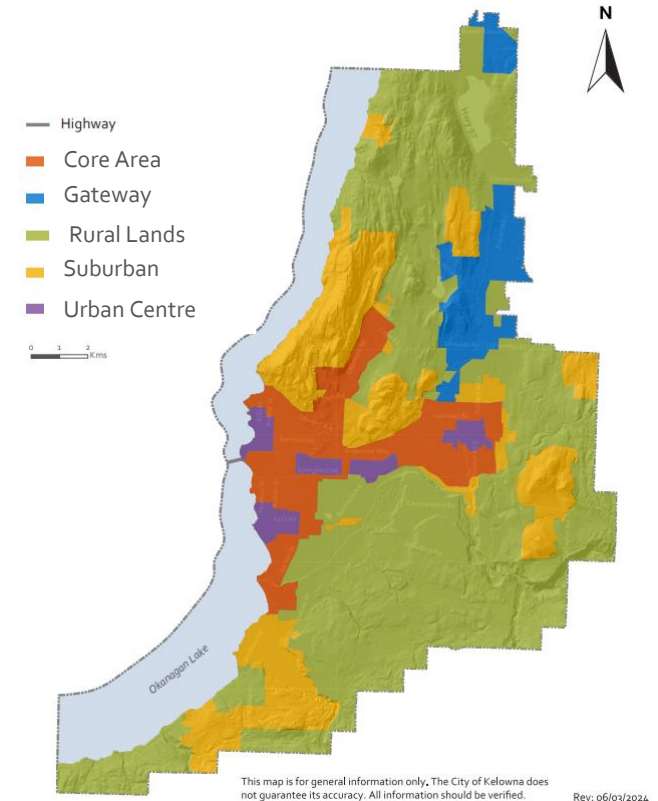 N
Highway
Core Area
Gateway
Rural Lands
Suburban
Urban Centre
0 1 2
Kms
Hwy 97
Okanagan Lake
This map is for general information only. The City of Kelowna does
not guarantee its accuracy. All information should be verified.
Rev: 06/03/2024